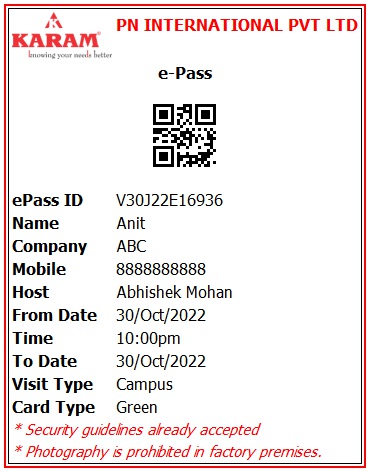 KARAM®
knowing your needs better
PN INTERNATIONAL PVT LTD
e-Pass
ePass ID V30J22E16936
Name Anit
Company ABC
Mobile 8888888888
Host Abhishek Mohan
From Date 30/Oct/2022
Time 10:00pm
To Date 30/Oct/2022
Visit Type Campus
Card Type Green
* Security guidelines already accepted
* Photography is prohibited in factory premises.